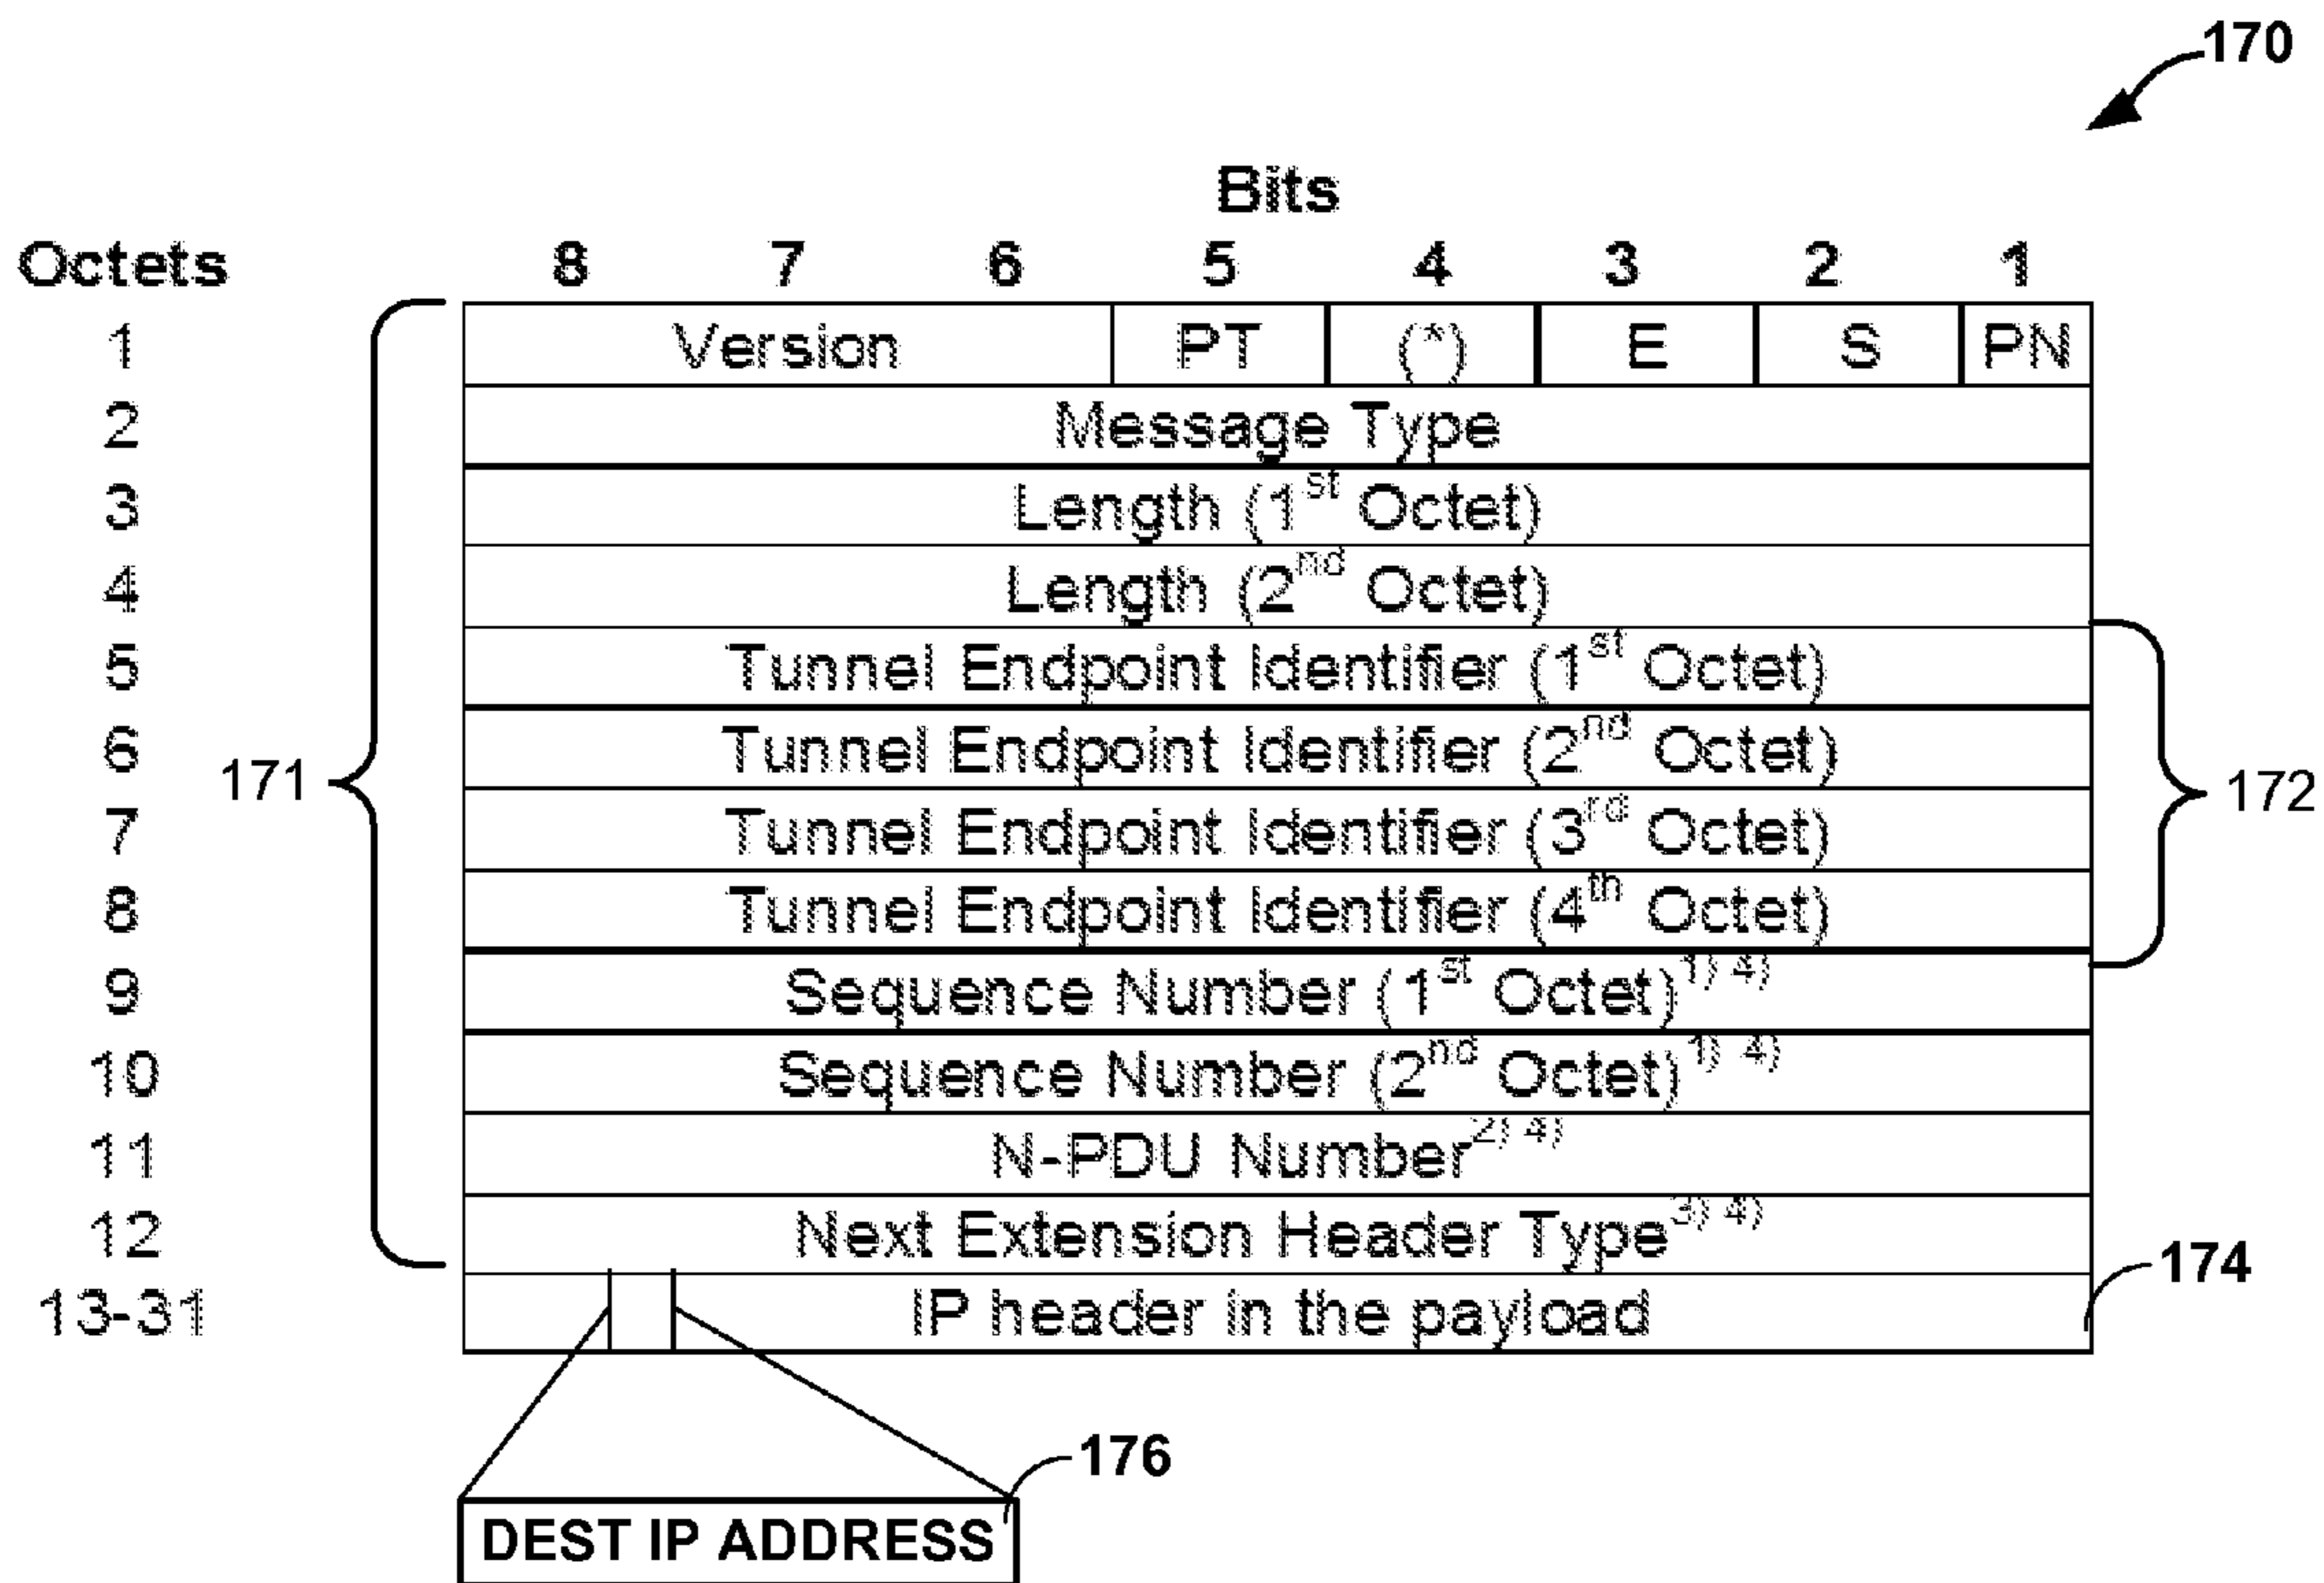 170
Bits
Octets 8 7 6 5 4 3 2 1
1 Version PT (*) E S PN
2 Message Type
3 Length (1st Octet)
4 Length (2nd Octet)
5 Tunnel Endpoint Identifier (1st Octet)
6 Tunnel Endpoint Identifier (2nd Octet)
171 172
7 Tunnel Endpoint Identifier (3rd Octet)
8 Tunnel Endpoint Identifier (4th Octet)
9 Sequence Number (1st Octet)1) 4)
10 Sequence Number (2nd Octet)1) 4)
11 N-PDU Number2) 4)
12 Next Extension Header Type3) 4)
174
13-31 IP header in the payload
176
DEST IP ADDRESS